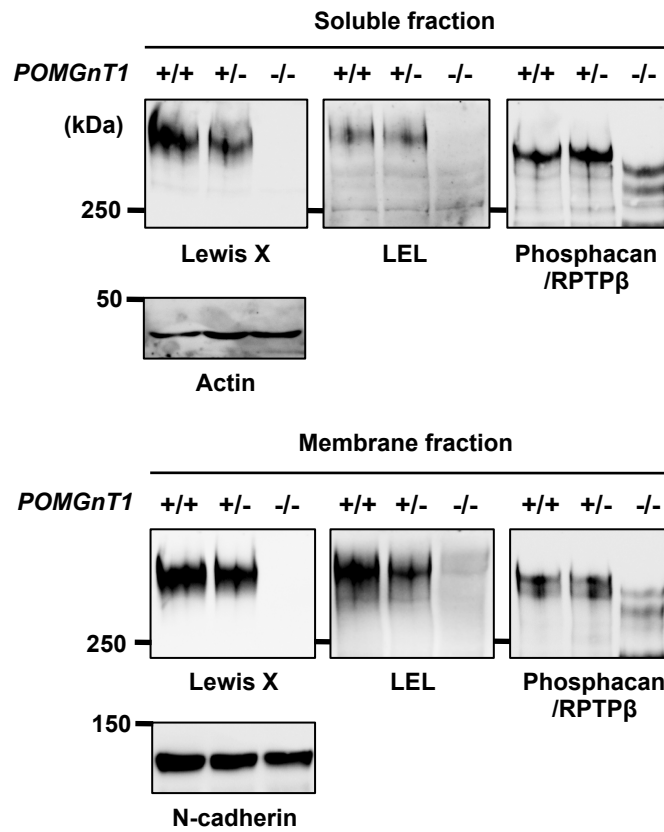 Soluble fraction
POMGnT1 +/+ +/- -/- +/+ +/- -/- +/+ +/- -/-
(kDa)
250
Lewis X LEL Phosphacan
/RPTPβ
50
Actin
Membrane fraction
POMGnT1 +/+ +/- -/- +/+ +/- -/- +/+ +/- -/-
250
Lewis X LEL Phosphacan
/RPTPβ
150
N-cadherin